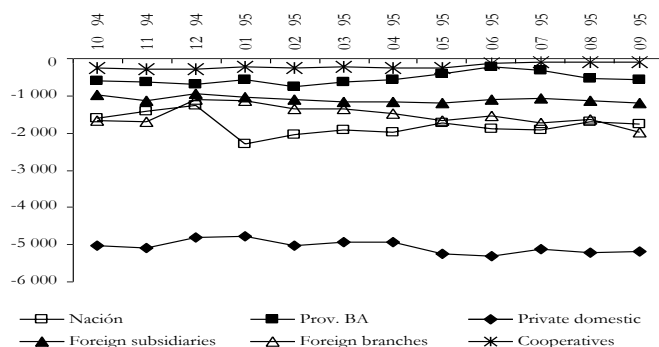 10 94 11 94 12 94 01 95 02 95 03 95 04 95 05 95 06 95 07 95 08 95 09 95
0
-1 000
-2 000
-3 000
-4 000
-5 000
-6 000
Nación Prov. BA Private domestic
Foreign subsidiaries Foreign branches Cooperatives